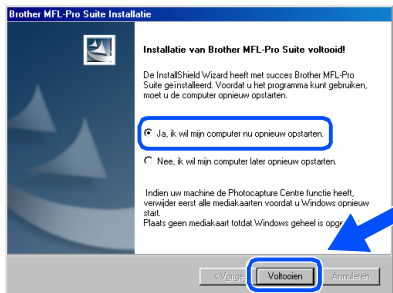 Brother MFL-Pro Suite Installatie
Installatie van Brother MFL-Pro Suite voltooid!
De InstallShield Wizard heeft met succes Brother MFL-Pro
Suite geïnstalleerd. Voordat u het programma kunt gebruiken,
moet u de computer opnieuw opstarten.
Ja, ik wil mijn computer nu opnieuw opstarten.
Nee, ik wil mijn computer later opnieuw opstarten.
Indien uw machine de Photocapture Centre functie heeft,
verwijder eerst alle mediakaarten voordat u Windows opnieuw
start.
Plaats geen mediakaart totdat Windows geheel is
< Vorige Voltooien Annuleren